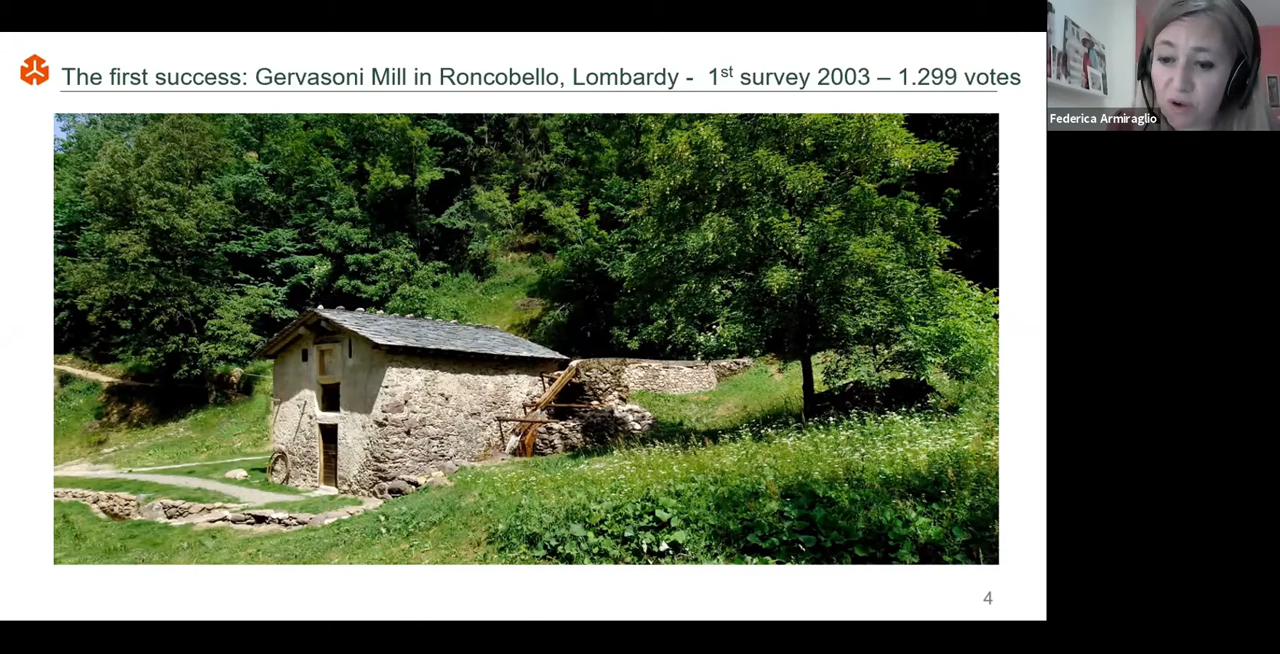 The first success: Gervasoni Mill in Roncobello, Lombardy - 1st survey 2003 – 1.299 votes
Federica Armiraglio
4